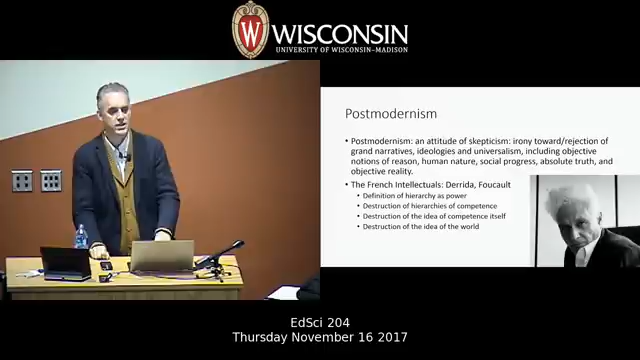 WISCONSIN
UNIVERSITY OF WISCONSIN–MADISON
Postmodernism
• Postmodernism: an attitude of skepticism: irony toward/rejection of
grand narratives, ideologies and universalism, including objective
notions of reason, human nature, social progress, absolute truth, and
objective reality.
• The French Intellectuals: Derrida, Foucault
• Definition of hierarchy as power
• Destruction of hierarchies of competence
• Destruction of the idea of competence itself
• Destruction of the idea of the world
EdSci 204
Thursday November 16 2017